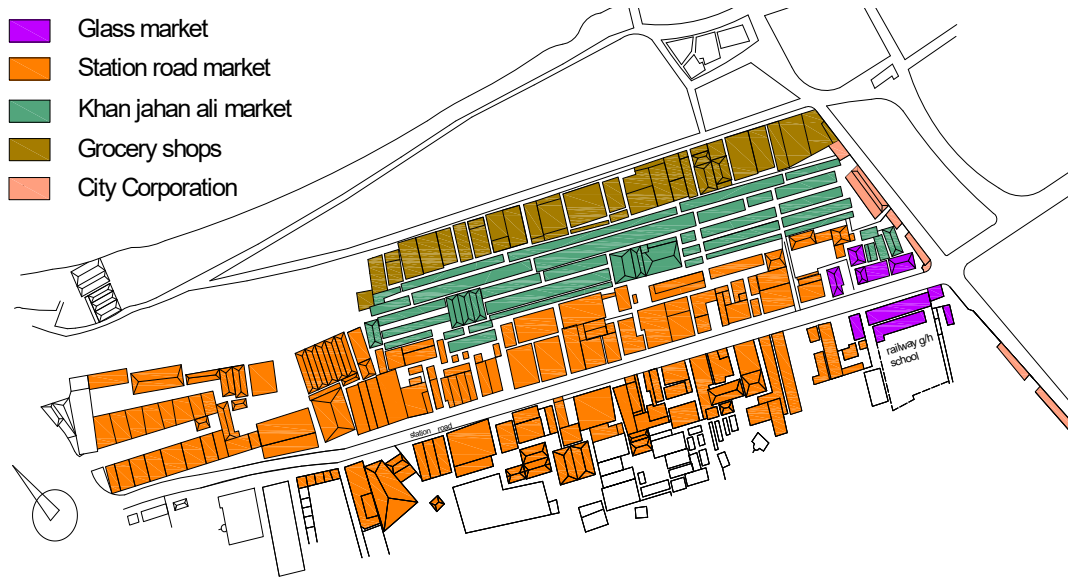 Glass market
Station road market
Khan jahan ali market
Grocery shops
City Corporation
railway g/h
school
station road